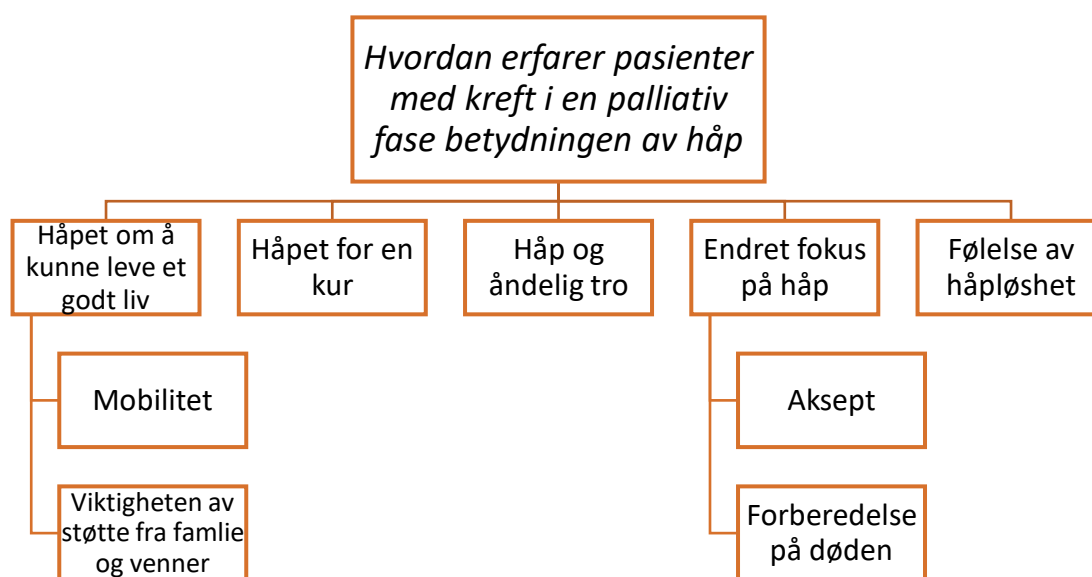 Hvordan erfarer pasienter
med kreft i en palliativ
fase betydningen av håp
Håpet om å
kunne leve et
godt liv
Håpet for en
kur
Håp og
åndelig tro
Endret fokus
på håp
Følelse av
håpløshet
Mobilitet
Viktigheten av
støtte fra famlie
og venner
Aksept
Forberedelse
på døden